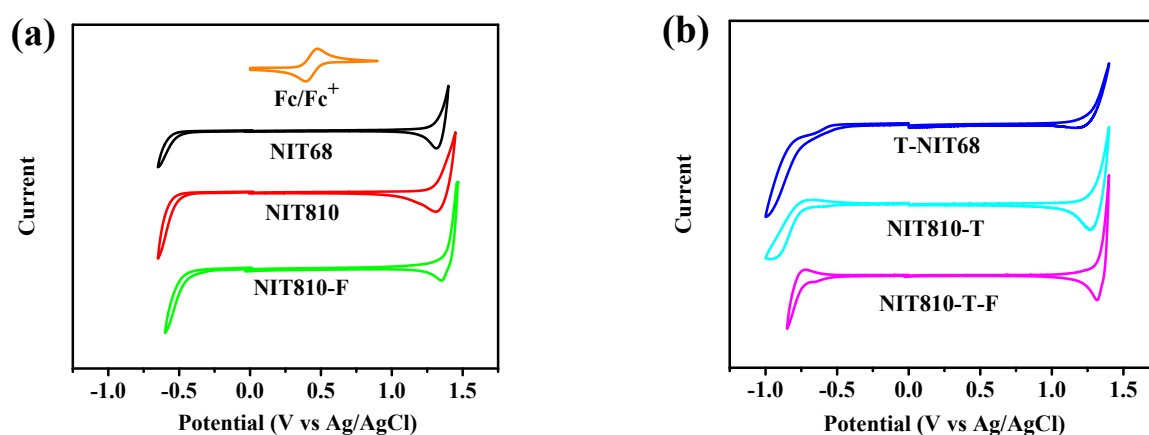 (a)
Fc/Fc+
NIT68
NIT810
NIT810-F
Current
-1.0 -0.5 0.0 0.5 1.0 1.5
Potential (V vs Ag/AgCl)
(b)
T-NIT68
NIT810-T
NIT810-T-F
Current
-1.0 -0.5 0.0 0.5 1.0 1.5
Potential (V vs Ag/AgCl)